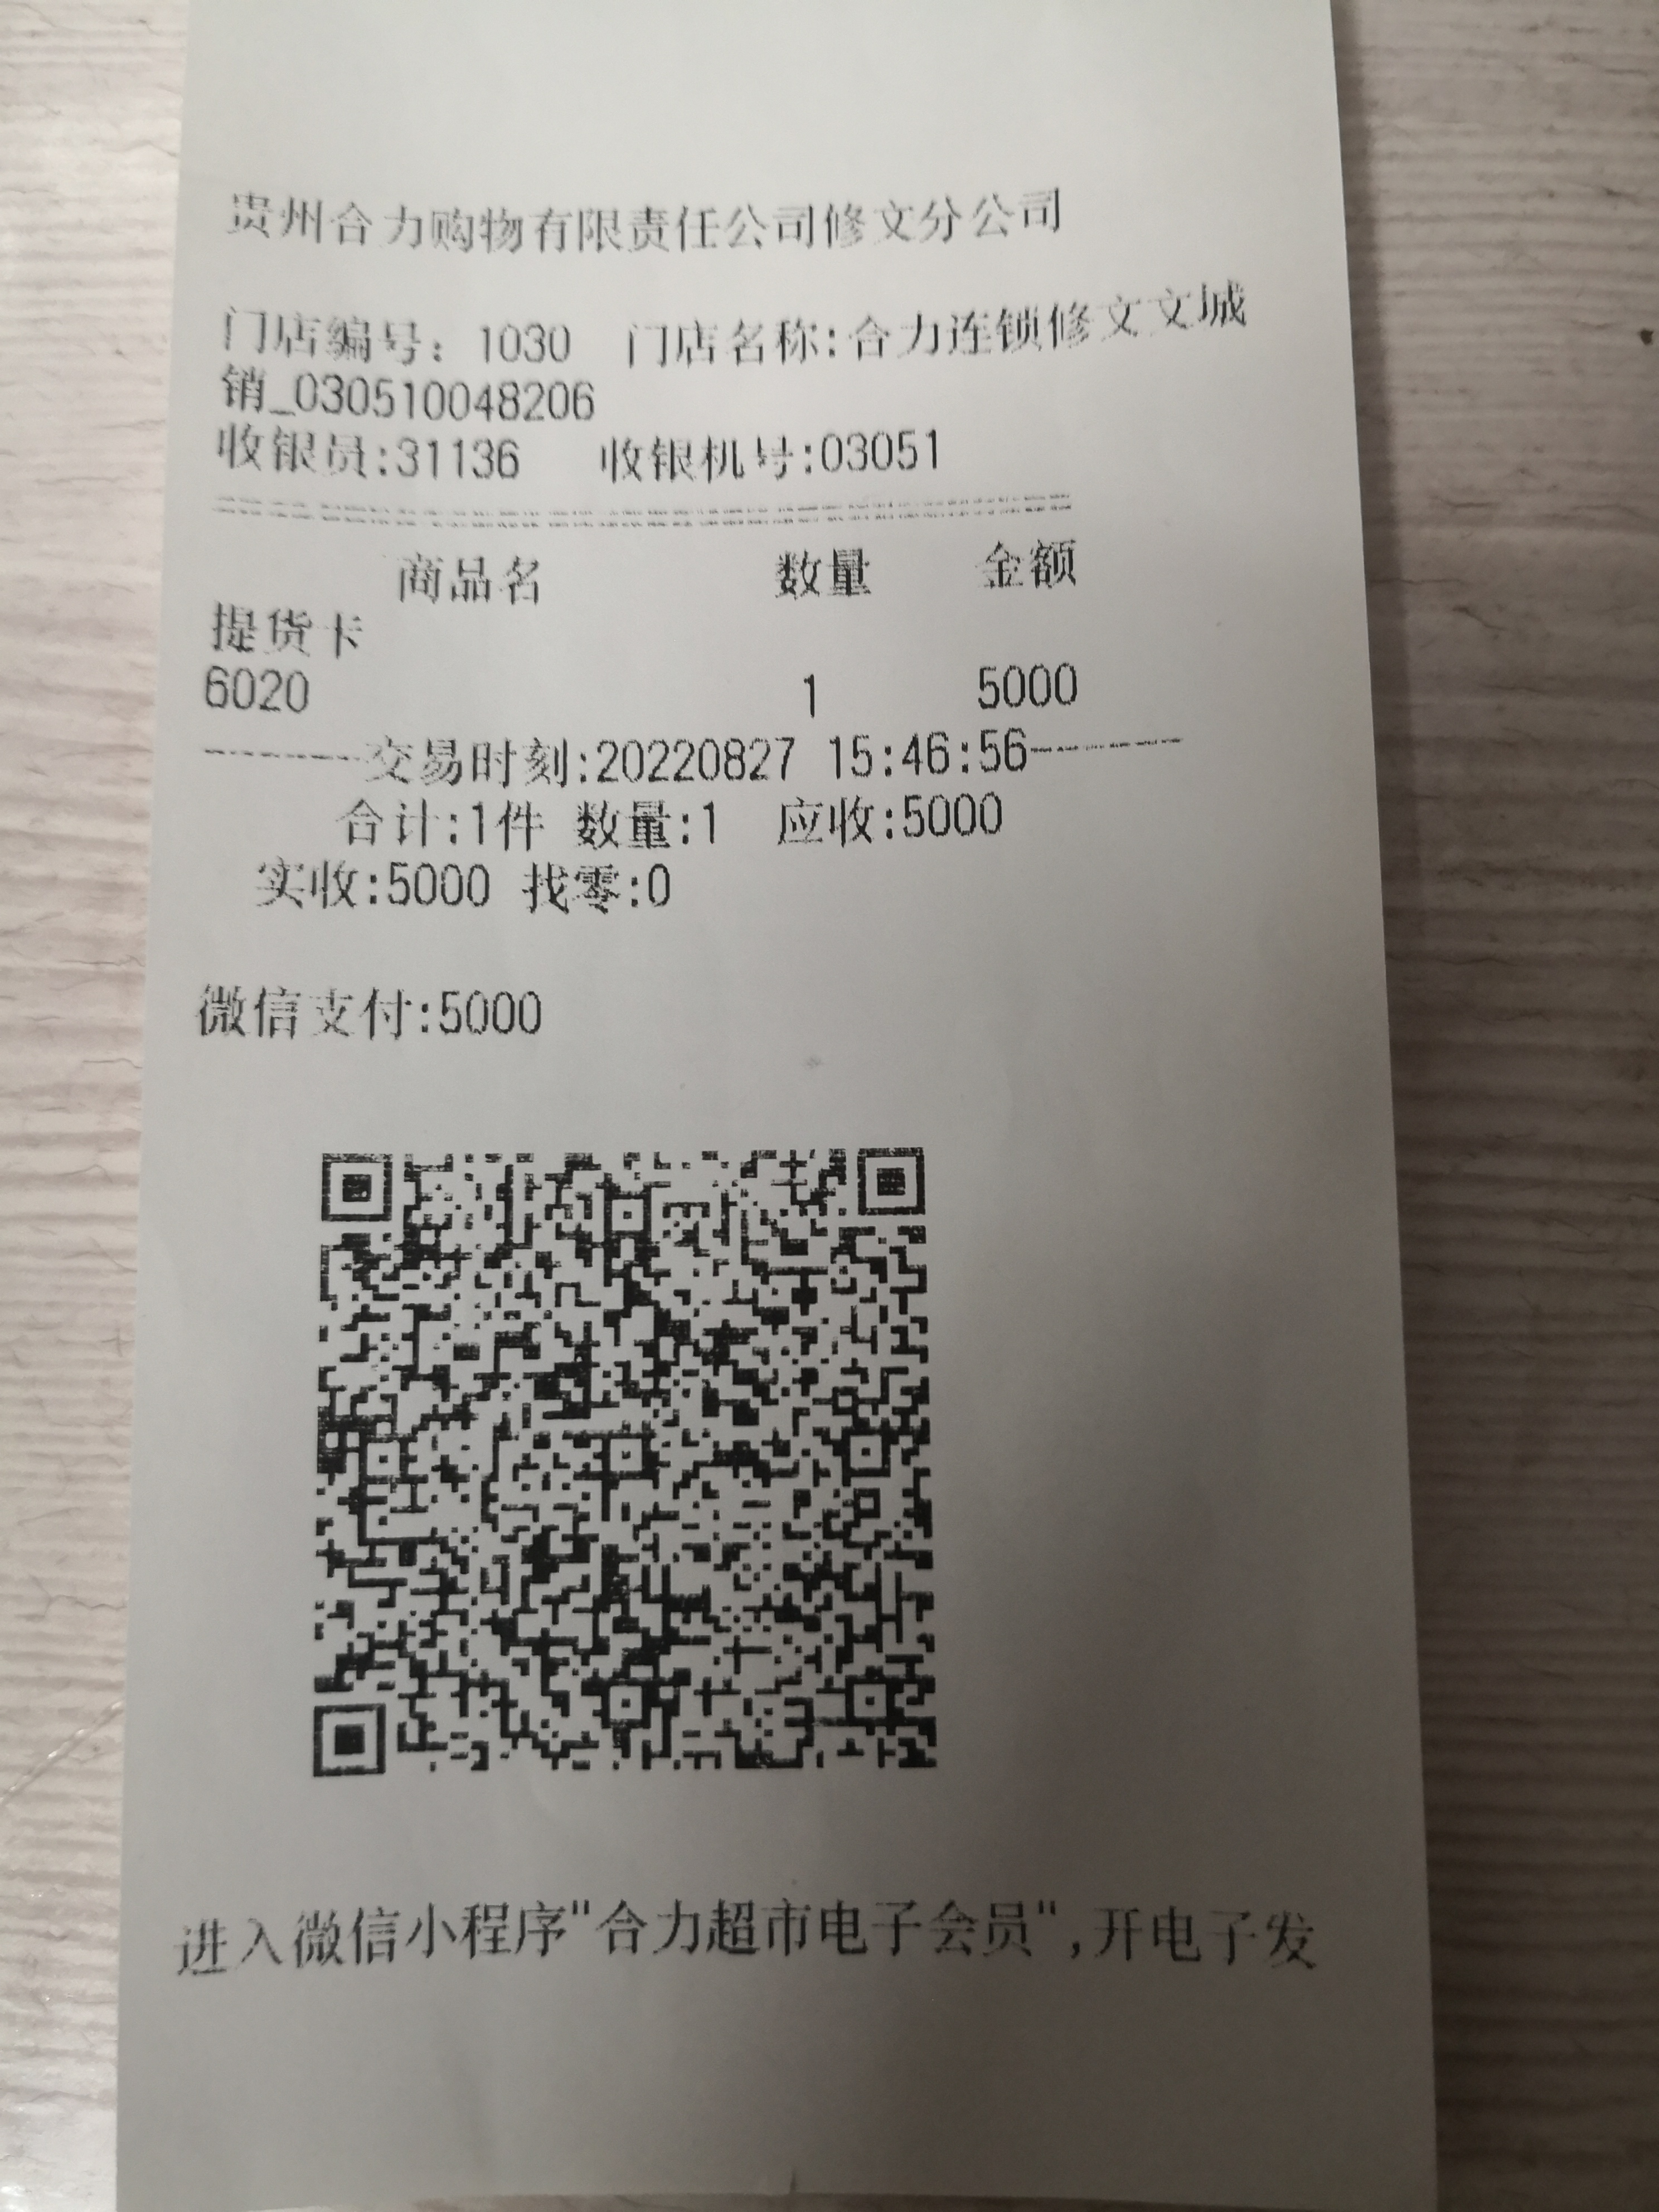 贵州合力购物有限责任公司修文分公司
门店编号：1030 门店名称:合力连锁修文文城
销_030510048206
收银员:31136 收银机号:03051
商品名 数量 金额
提货卡
6020 1 5000
--------交易时刻:20220827 15:46:56--------
合计:1件 数量:1 应收:5000
实收:5000 找零:0
微信支付:5000
进入微信小程序"合力超市电子会员",开电子发